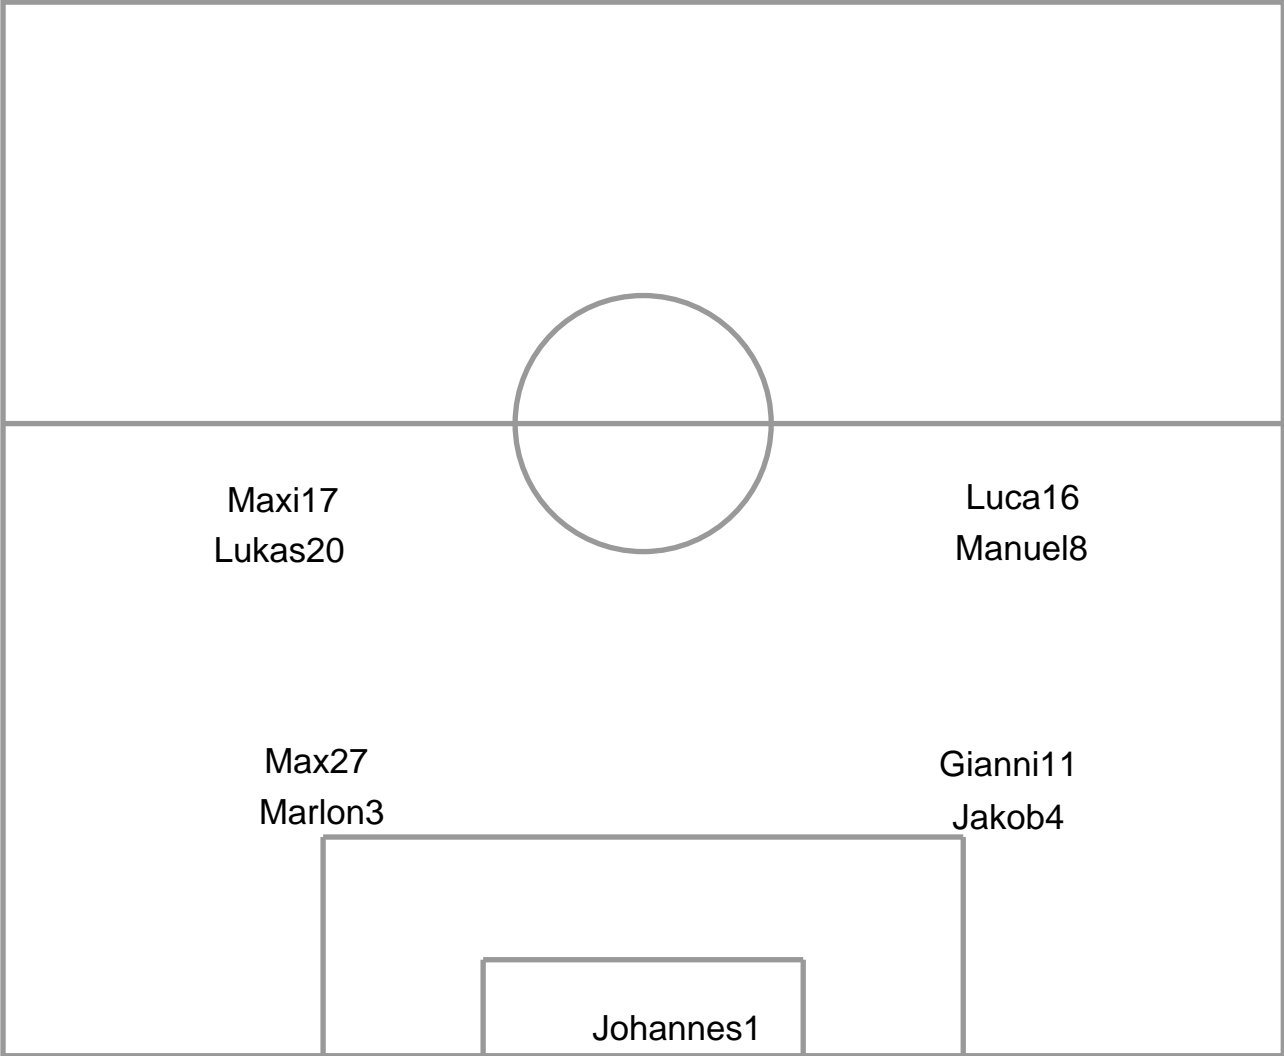 Maxi17
Lukas20
Luca16
Manuel8
Max27
Marlon3
Gianni11
Jakob4
Johannes1